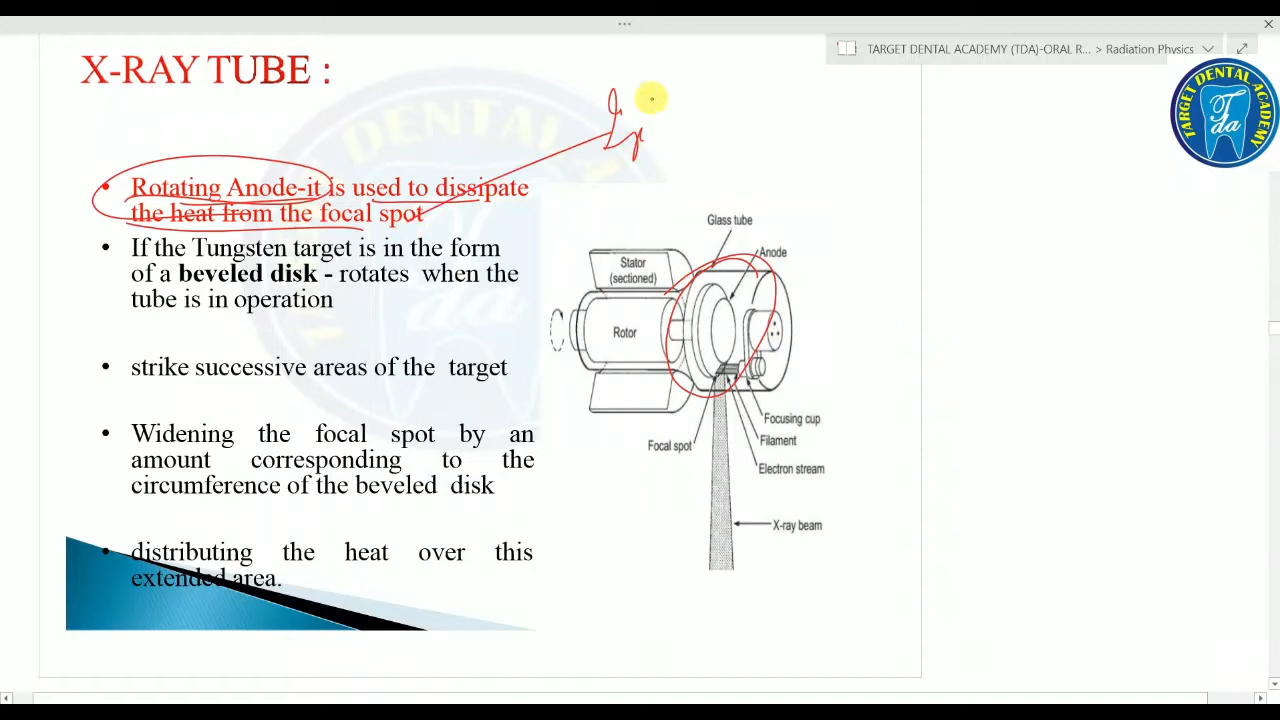 TARGET DENTAL ACADEMY (TDA)-ORAL R... > Radiation Physics
X-RAY TUBE :
TARGET DENTAL ACADEMY
Tda
• Rotating Anode-it is used to dissipate
the heat from the focal spot
• If the Tungsten target is in the form
of a beveled disk - rotates when the
tube is in operation
• strike successive areas of the target
• Widening the focal spot by an
amount corresponding to the
circumference of the beveled disk
• distributing the heat over this
extended area.
Glass tube
Anode
Stator
(sectioned)
Rotor
Focusing cup
Filament
Focal spot
Electron stream
X-ray beam